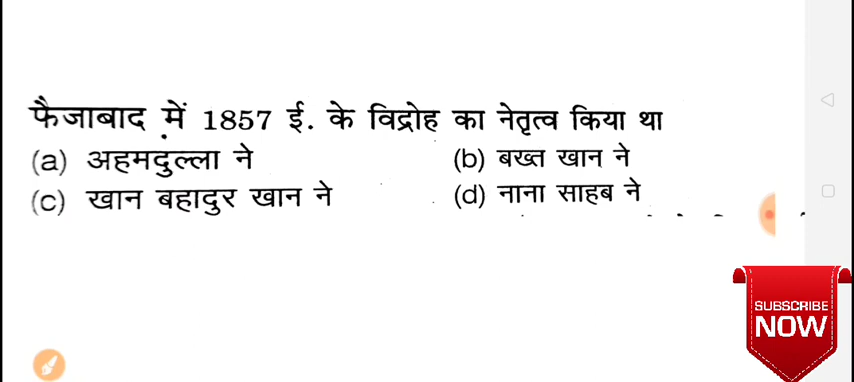 फैजाबाद में 1857 ई. के विद्रोह का नेतृत्व किया था
(a) अहमदुल्ला ने (b) बख्त खान ने
(c) खान बहादुर खान ने (d) नाना साहब ने
SUBSCRIBE
NOW